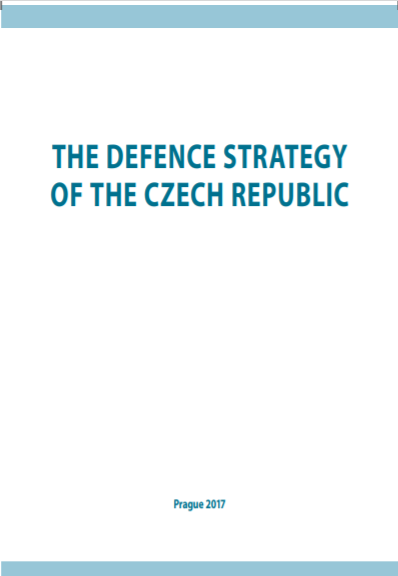 THE DEFENCE STRATEGY
OF THE CZECH REPUBLIC
Prague 2017